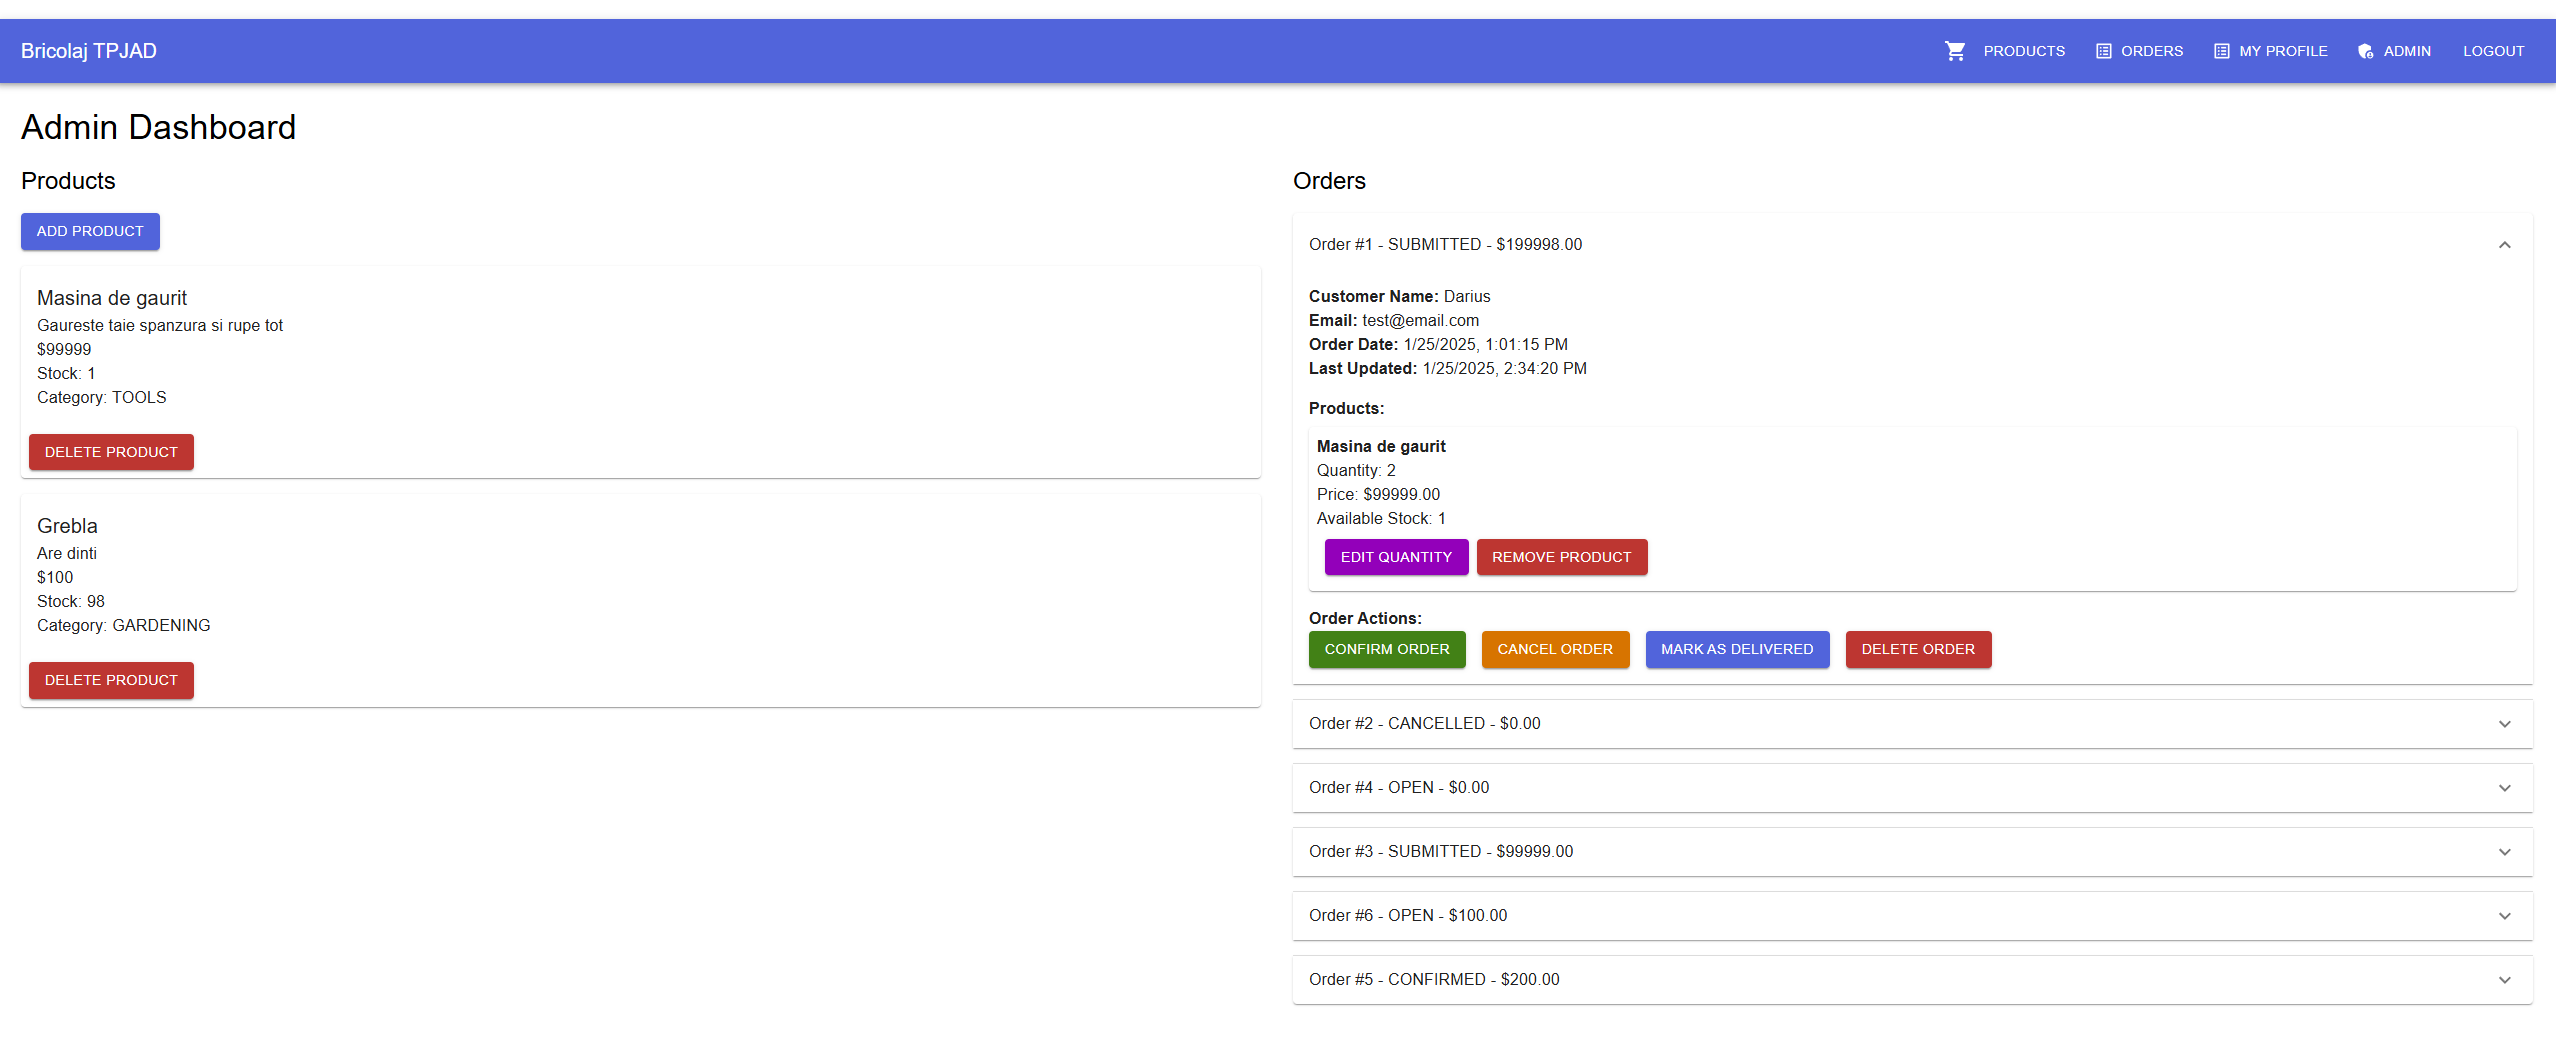 Bricolaj TPJAD
PRODUCTS ORDERS MY PROFILE ADMIN LOGOUT
Admin Dashboard
Products
ADD PRODUCT
Masina de gaurit
Gaureste taie spanzura si rupe tot
$99999
Stock: 1
Category: TOOLS
DELETE PRODUCT
Grebla
Are dinti
$100
Stock: 98
Category: GARDENING
DELETE PRODUCT
Orders
Order #1 - SUBMITTED - $199998.00
Customer Name: Darius
Email: test@email.com
Order Date: 1/25/2025, 1:01:15 PM
Last Updated: 1/25/2025, 2:34:20 PM
Products:
Masina de gaurit
Quantity: 2
Price: $99999.00
Available Stock: 1
EDIT QUANTITY REMOVE PRODUCT
Order Actions:
CONFIRM ORDER CANCEL ORDER MARK AS DELIVERED DELETE ORDER
Order #2 - CANCELLED - $0.00
Order #4 - OPEN - $0.00
Order #3 - SUBMITTED - $99999.00
Order #6 - OPEN - $100.00
Order #5 - CONFIRMED - $200.00